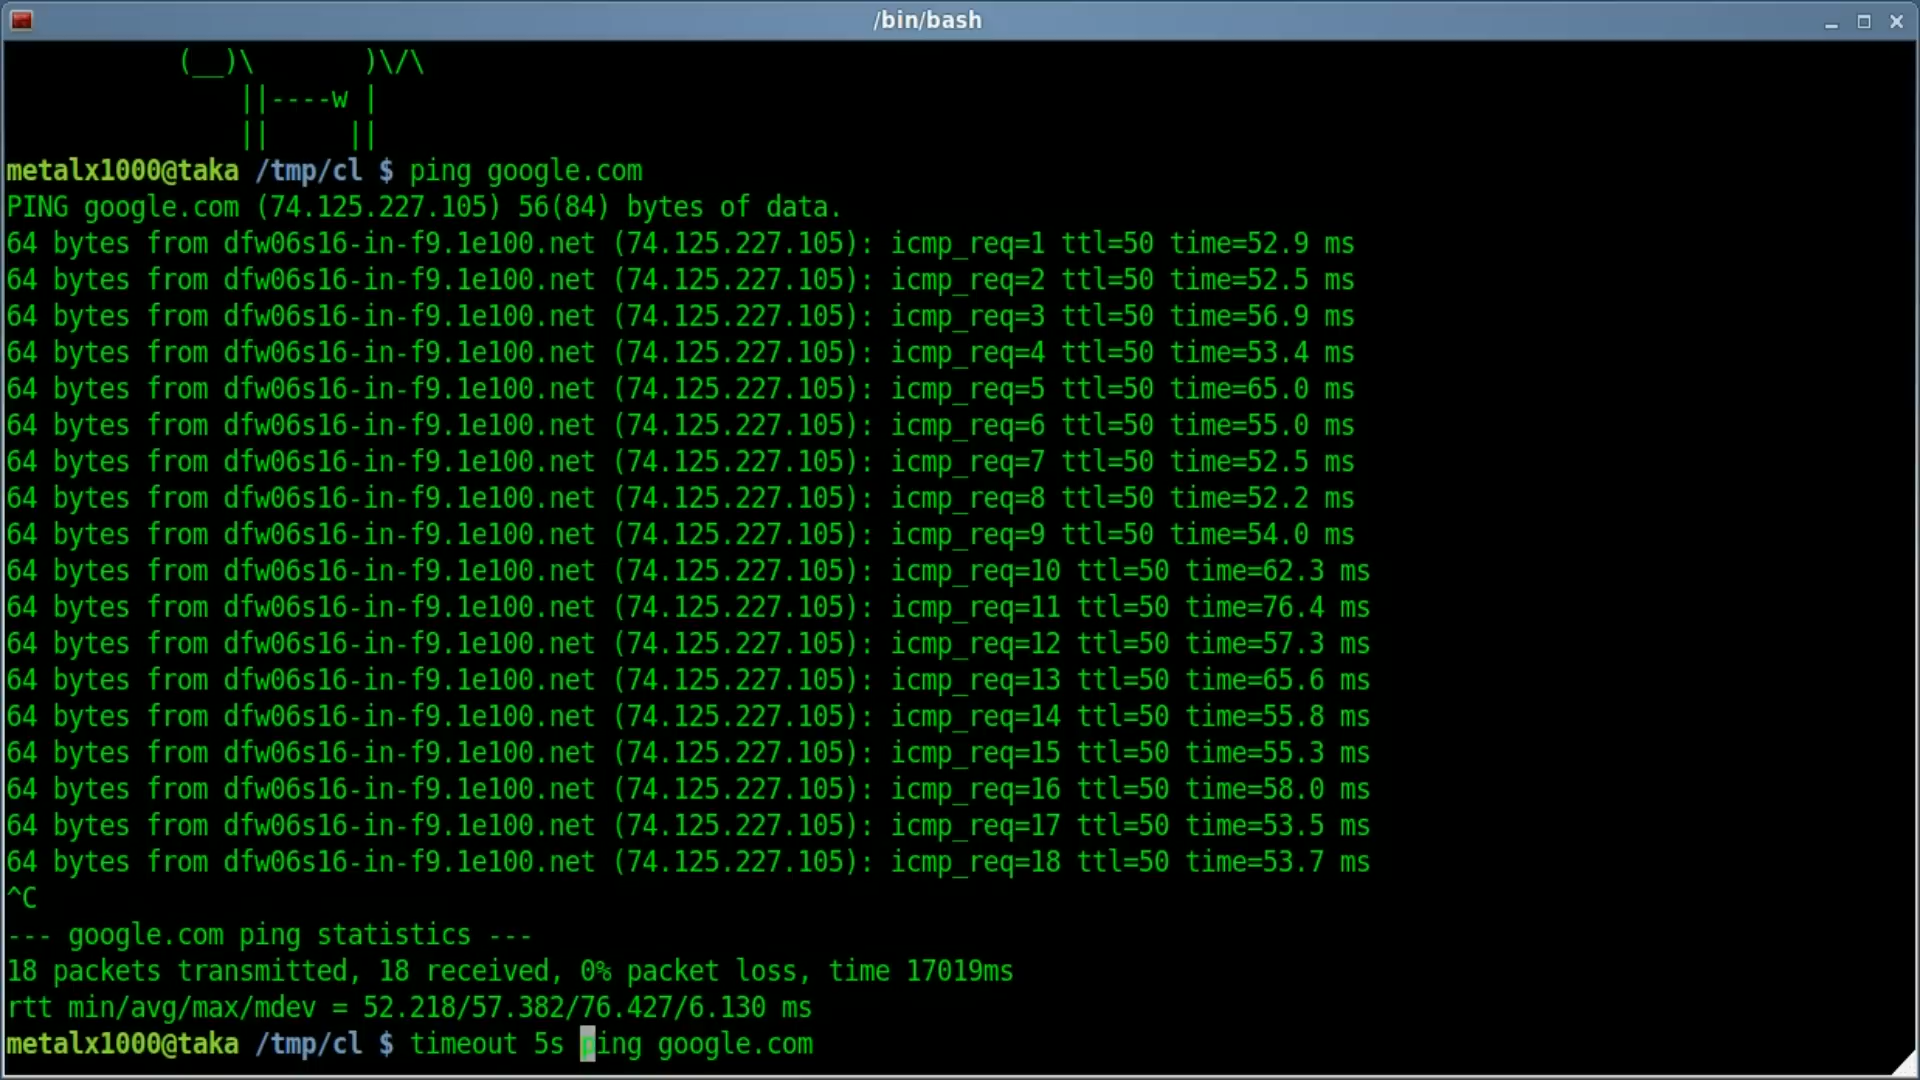 /bin/bash
(__)\       )\/\
||----w |
||     ||
metalx1000@taka /tmp/cl $ ping google.com
PING google.com (74.125.227.105) 56(84) bytes of data.
64 bytes from dfw06s16-in-f9.1e100.net (74.125.227.105): icmp_req=1 ttl=50 time=52.9 ms
64 bytes from dfw06s16-in-f9.1e100.net (74.125.227.105): icmp_req=2 ttl=50 time=52.5 ms
64 bytes from dfw06s16-in-f9.1e100.net (74.125.227.105): icmp_req=3 ttl=50 time=56.9 ms
64 bytes from dfw06s16-in-f9.1e100.net (74.125.227.105): icmp_req=4 ttl=50 time=53.4 ms
64 bytes from dfw06s16-in-f9.1e100.net (74.125.227.105): icmp_req=5 ttl=50 time=65.0 ms
64 bytes from dfw06s16-in-f9.1e100.net (74.125.227.105): icmp_req=6 ttl=50 time=55.0 ms
64 bytes from dfw06s16-in-f9.1e100.net (74.125.227.105): icmp_req=7 ttl=50 time=52.5 ms
64 bytes from dfw06s16-in-f9.1e100.net (74.125.227.105): icmp_req=8 ttl=50 time=52.2 ms
64 bytes from dfw06s16-in-f9.1e100.net (74.125.227.105): icmp_req=9 ttl=50 time=54.0 ms
64 bytes from dfw06s16-in-f9.1e100.net (74.125.227.105): icmp_req=10 ttl=50 time=62.3 ms
64 bytes from dfw06s16-in-f9.1e100.net (74.125.227.105): icmp_req=11 ttl=50 time=76.4 ms
64 bytes from dfw06s16-in-f9.1e100.net (74.125.227.105): icmp_req=12 ttl=50 time=57.3 ms
64 bytes from dfw06s16-in-f9.1e100.net (74.125.227.105): icmp_req=13 ttl=50 time=65.6 ms
64 bytes from dfw06s16-in-f9.1e100.net (74.125.227.105): icmp_req=14 ttl=50 time=55.8 ms
64 bytes from dfw06s16-in-f9.1e100.net (74.125.227.105): icmp_req=15 ttl=50 time=55.3 ms
64 bytes from dfw06s16-in-f9.1e100.net (74.125.227.105): icmp_req=16 ttl=50 time=58.0 ms
64 bytes from dfw06s16-in-f9.1e100.net (74.125.227.105): icmp_req=17 ttl=50 time=53.5 ms
64 bytes from dfw06s16-in-f9.1e100.net (74.125.227.105): icmp_req=18 ttl=50 time=53.7 ms
^C
--- google.com ping statistics ---
18 packets transmitted, 18 received, 0% packet loss, time 17019ms
rtt min/avg/max/mdev = 52.218/57.382/76.427/6.130 ms
metalx1000@taka /tmp/cl $ timeout 5s ping google.com